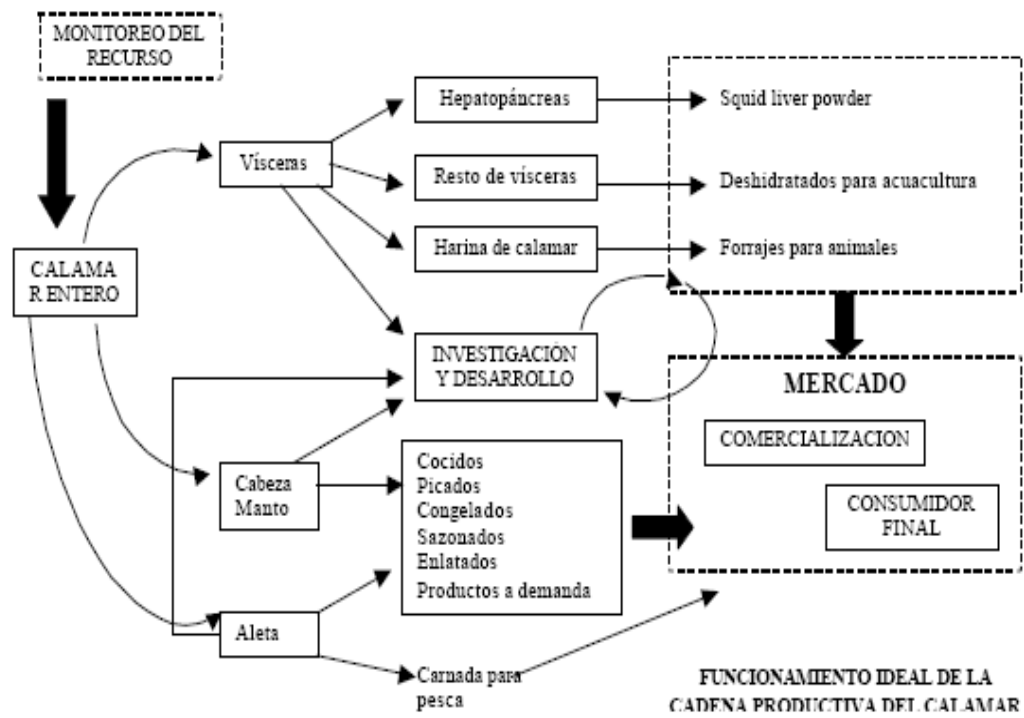 MONITOREO DEL
RECURSO
CALAMA
R ENTERO
Vísceras
Hepatopáncreas
Resto de vísceras
Harina de calamar
Squid liver powder
Deshidratados para acuacultura
Forrajes para animales
INVESTIGACIÓN
Y DESARROLLO
MERCADO
COMERCIALIZACION
CONSUMIDOR
FINAL
Cabeza
Manto
Cocidos
Picados
Congelados
Sazonados
Enlatados
Productos a demanda
Aleta
Carnada para
pesca
FUNCIONAMIENTO IDEAL DE LA
CADENA PRODUCTIVA DEL CALAMAR